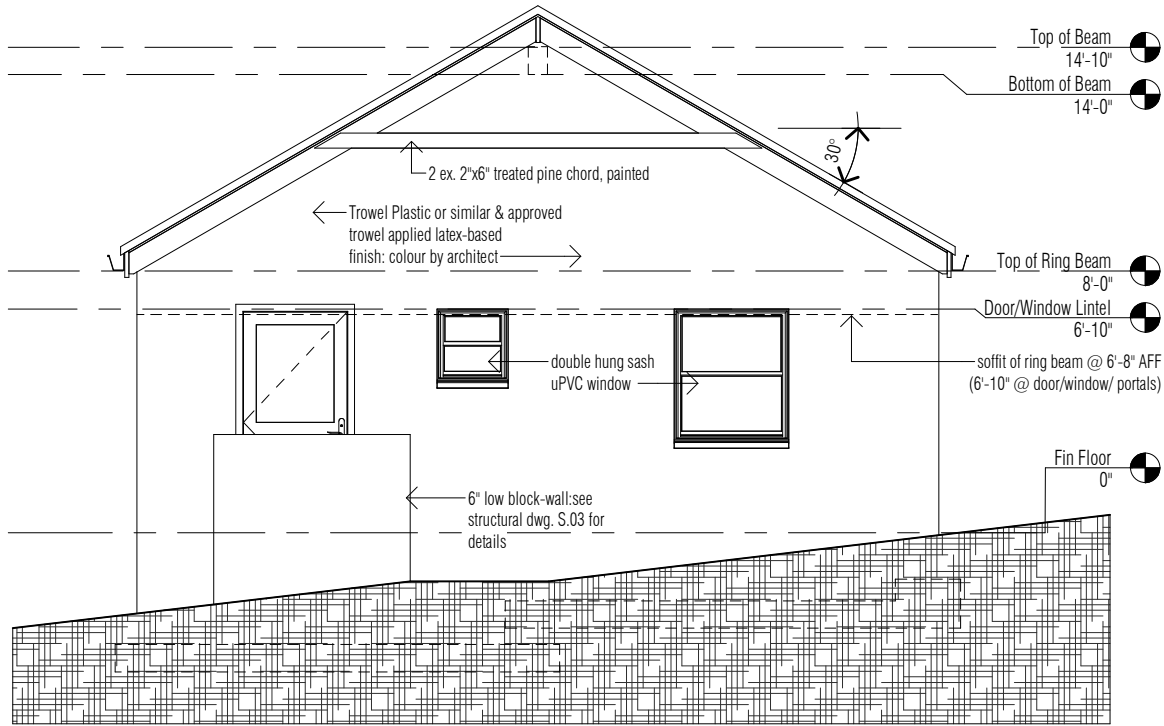 Top of Beam
14'-10"
Bottom of Beam
14'-0"
30°
2 ex. 2"x6" treated pine chord, painted
Trowel Plastic or similar & approved
trowel applied latex-based
finish: colour by architect
Top of Ring Beam
8'-0"
Door/Window Lintel
6'-10"
double hung sash
uPVC window
soffit of ring beam @ 6'-8" AFF
(6'-10" @ door/window/ portals)
Fin Floor
0"
6" low block-wall:see
structural dwg. S.03 for
details